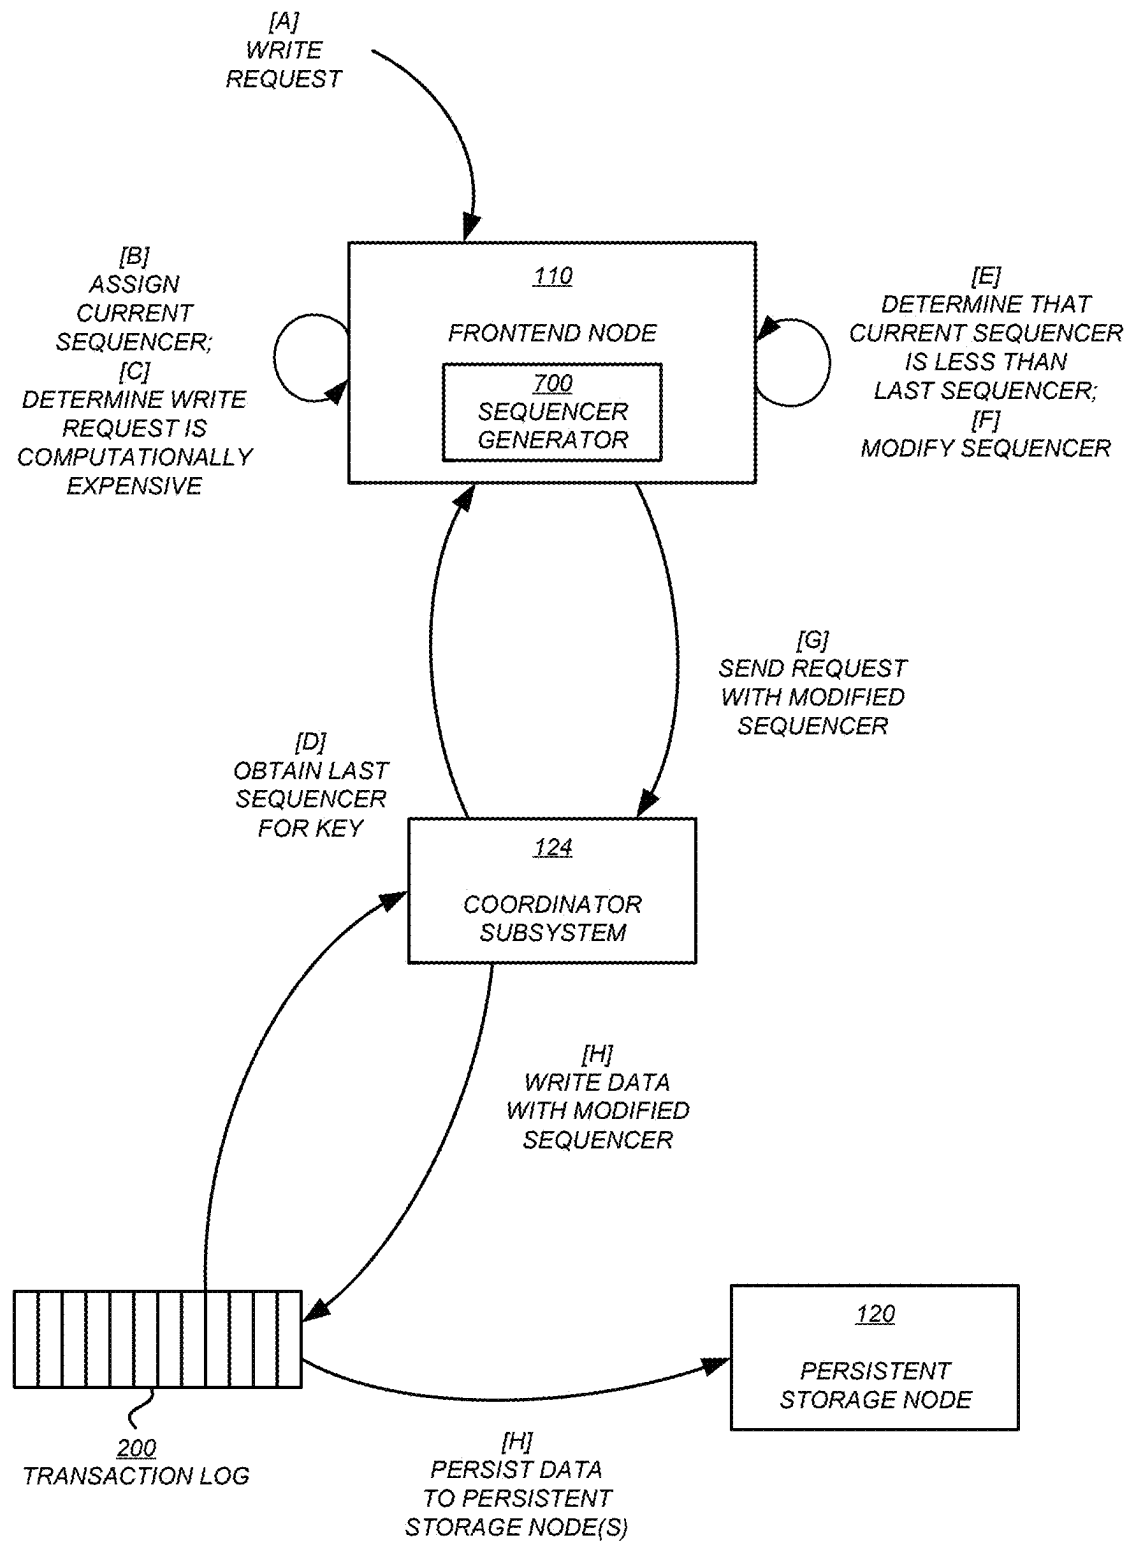 [A]
WRITE
REQUEST
[B]
ASSIGN
CURRENT
SEQUENCER;
[C]
DETERMINE WRITE
REQUEST IS
COMPUTATIONALLY
EXPENSIVE
110
FRONTEND NODE
700
SEQUENCER
GENERATOR
[E]
DETERMINE THAT
CURRENT SEQUENCER
IS LESS THAN
LAST SEQUENCER;
[F]
MODIFY SEQUENCER
[G]
SEND REQUEST
WITH MODIFIED
SEQUENCER
[D]
OBTAIN LAST
SEQUENCER
FOR KEY
124
COORDINATOR
SUBSYSTEM
[H]
WRITE DATA
WITH MODIFIED
SEQUENCER
120
PERSISTENT
STORAGE NODE
200
TRANSACTION LOG
[H]
PERSIST DATA
TO PERSISTENT
STORAGE NODE(S)